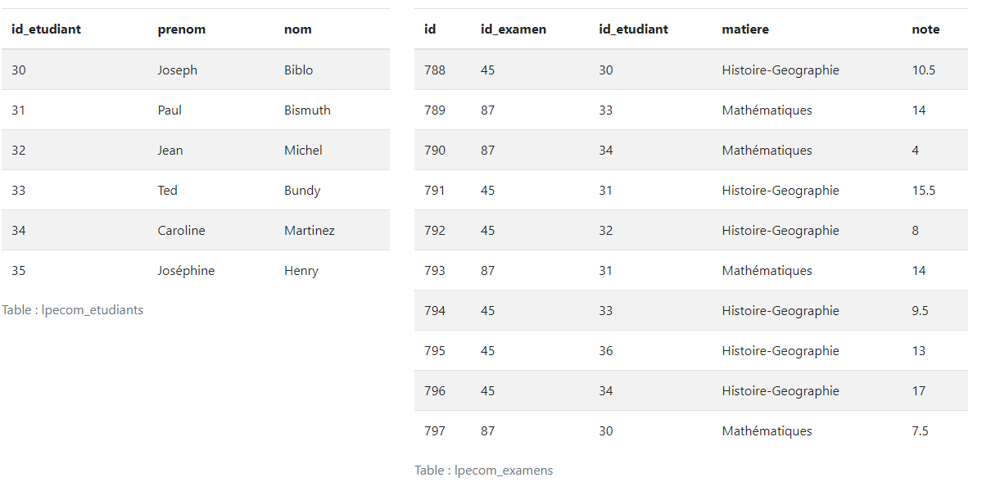 id_etudiant prenom nom
30 Joseph Biblo
31 Paul Bismuth
32 Jean Michel
33 Ted Bundy
34 Caroline Martinez
35 Joséphine Henry
Table : lpecom_etudiants
id id_examen id_etudiant matiere note
788 45 30 Histoire-Geographie 10.5
789 87 33 Mathématiques 14
790 87 34 Mathématiques 4
791 45 31 Histoire-Geographie 15.5
792 45 32 Histoire-Geographie 8
793 87 31 Mathématiques 14
794 45 33 Histoire-Geographie 9.5
795 45 36 Histoire-Geographie 13
796 45 34 Histoire-Geographie 17
797 87 30 Mathématiques 7.5
Table : lpecom_examens